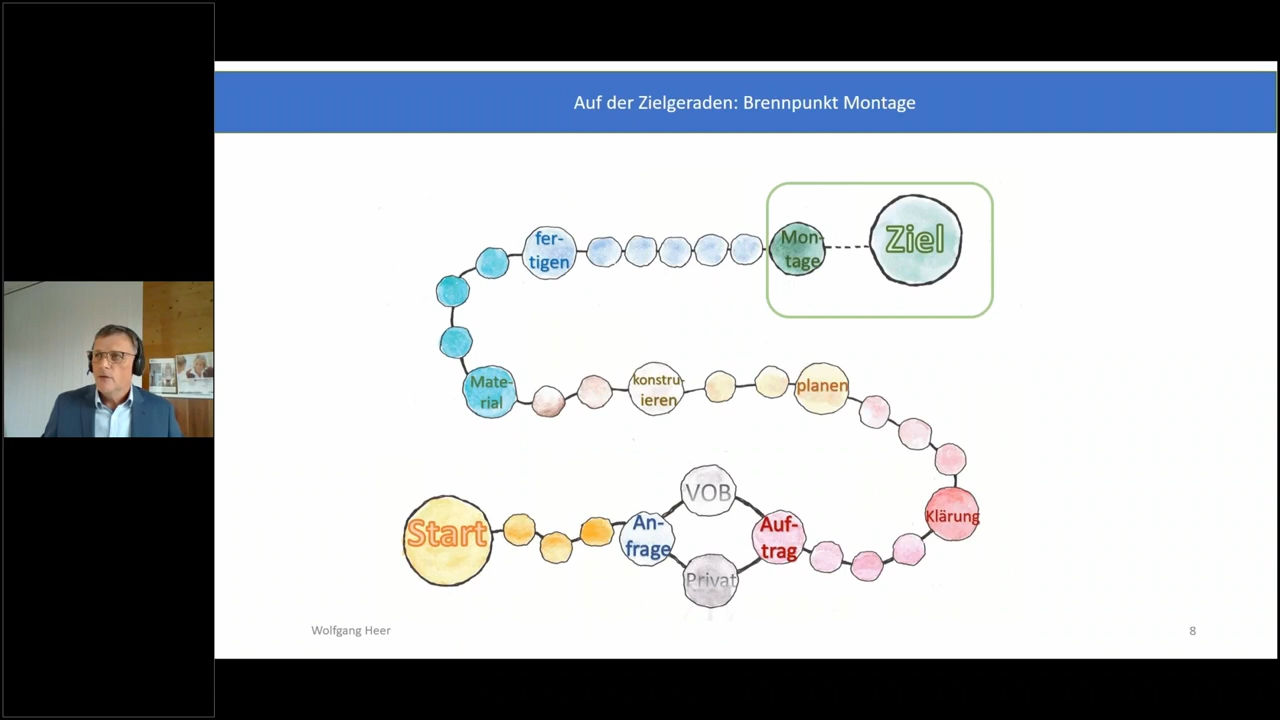 Auf der Zielgeraden: Brennpunkt Montage
fer-
tigen
Mon-
tage
Ziel
Mate-
rial
konstru-
ieren
planen
Klärung
Start
An-
frage
VOB
Privat
Auf-
trag
Wolfgang Heer
8